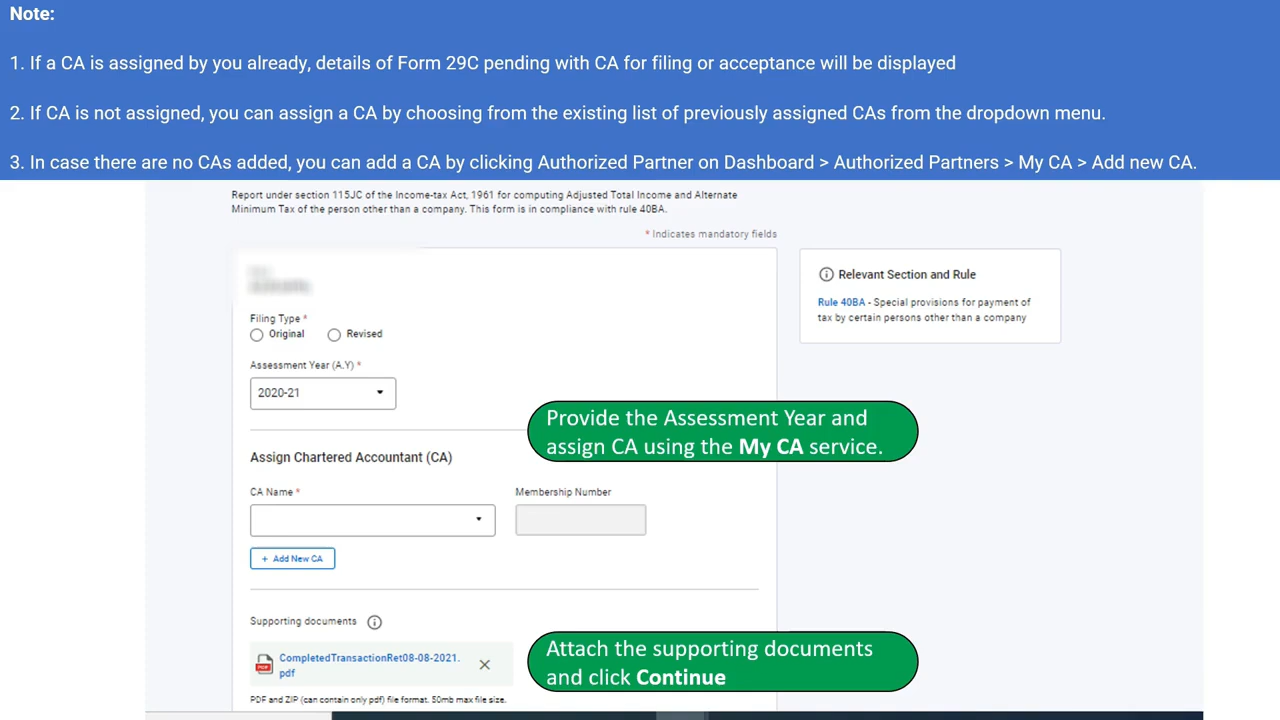 Note:
1. If a CA is assigned by you already, details of Form 29C pending with CA for filing or acceptance will be displayed
2. If CA is not assigned, you can assign a CA by choosing from the existing list of previously assigned CAs from the dropdown menu.
3. In case there are no CAs added, you can add a CA by clicking Authorized Partner on Dashboard > Authorized Partners > My CA > Add new CA.
Report under section 115JC of the Income-tax Act, 1961 for computing Adjusted Total Income and Alternate
Minimum Tax of the person other than a company. This form is in compliance with rule 40BA.
* Indicates mandatory fields
Relevant Section and Rule
Rule 40BA - Special provisions for payment of
tax by certain persons other than a company
Filing Type *
Original Revised
Assessment Year (A.Y) *
2020-21
Provide the Assessment Year and
assign CA using the My CA service.
Assign Chartered Accountant (CA)
CA Name * Membership Number
+ Add New CA
Supporting documents
Attach the supporting documents
and click Continue
CompletedTransactionRet08-08-2021.
pdf
PDF and ZIP (can contain only pdf) file format. 50mb max file size.